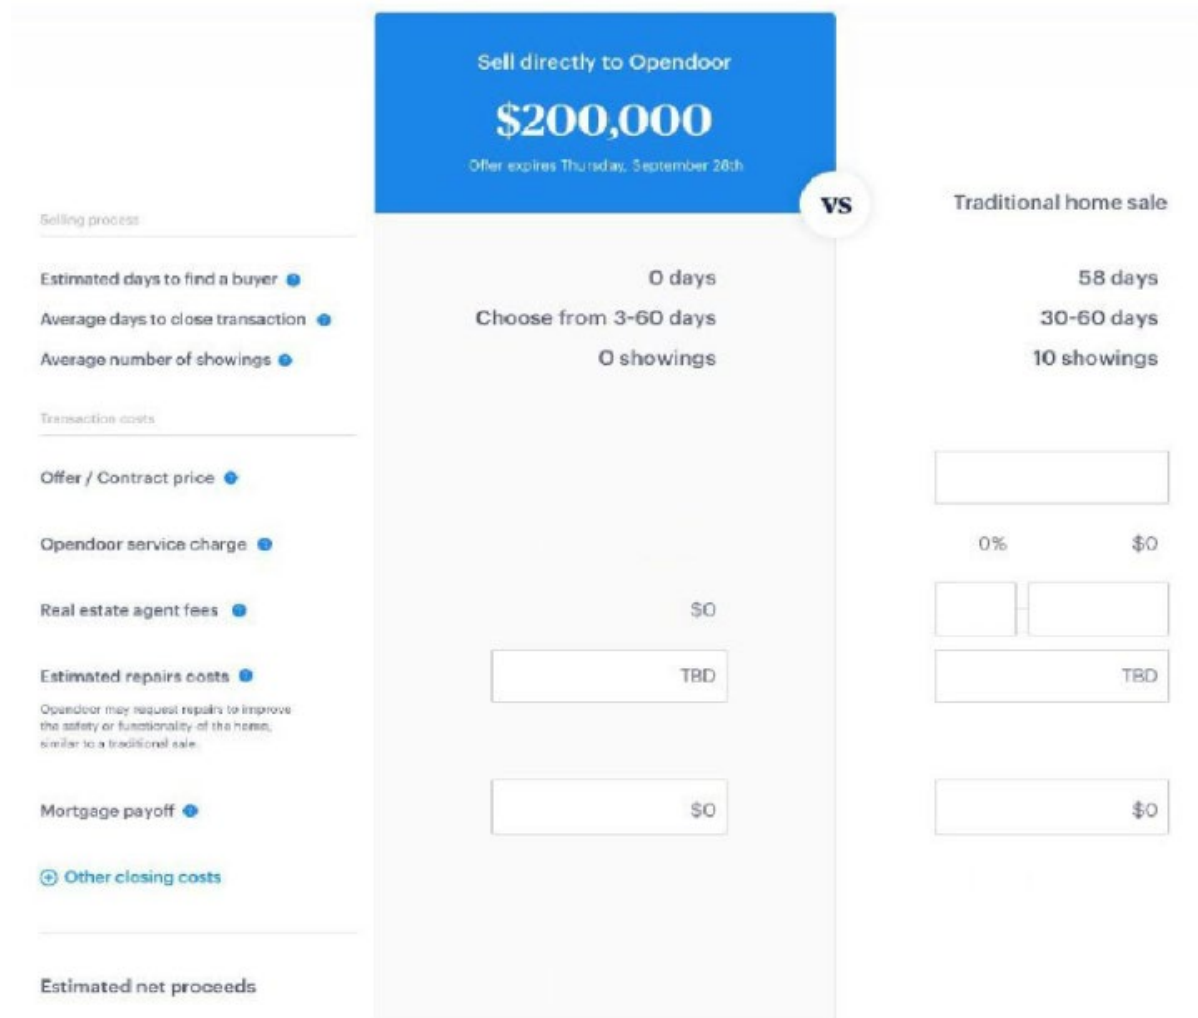 Sell directly to Opendoor
$200,000
Offer expires Thursday, September 28th
vs
Traditional home sale
Selling process
Estimated days to find a buyer 0 days 58 days
Average days to close transaction Choose from 3-60 days 30-60 days
Average number of showings 0 showings 10 showings
Transaction costs
Offer / Contract price
Opendoor service charge 0% $0
Real estate agent fees $0
Estimated repairs costs TBD TBD
Opendoor may request repairs to improve
the safety or functionality of the home,
similar to a traditional sale.
Mortgage payoff $0 $0
Other closing costs
Estimated net proceeds